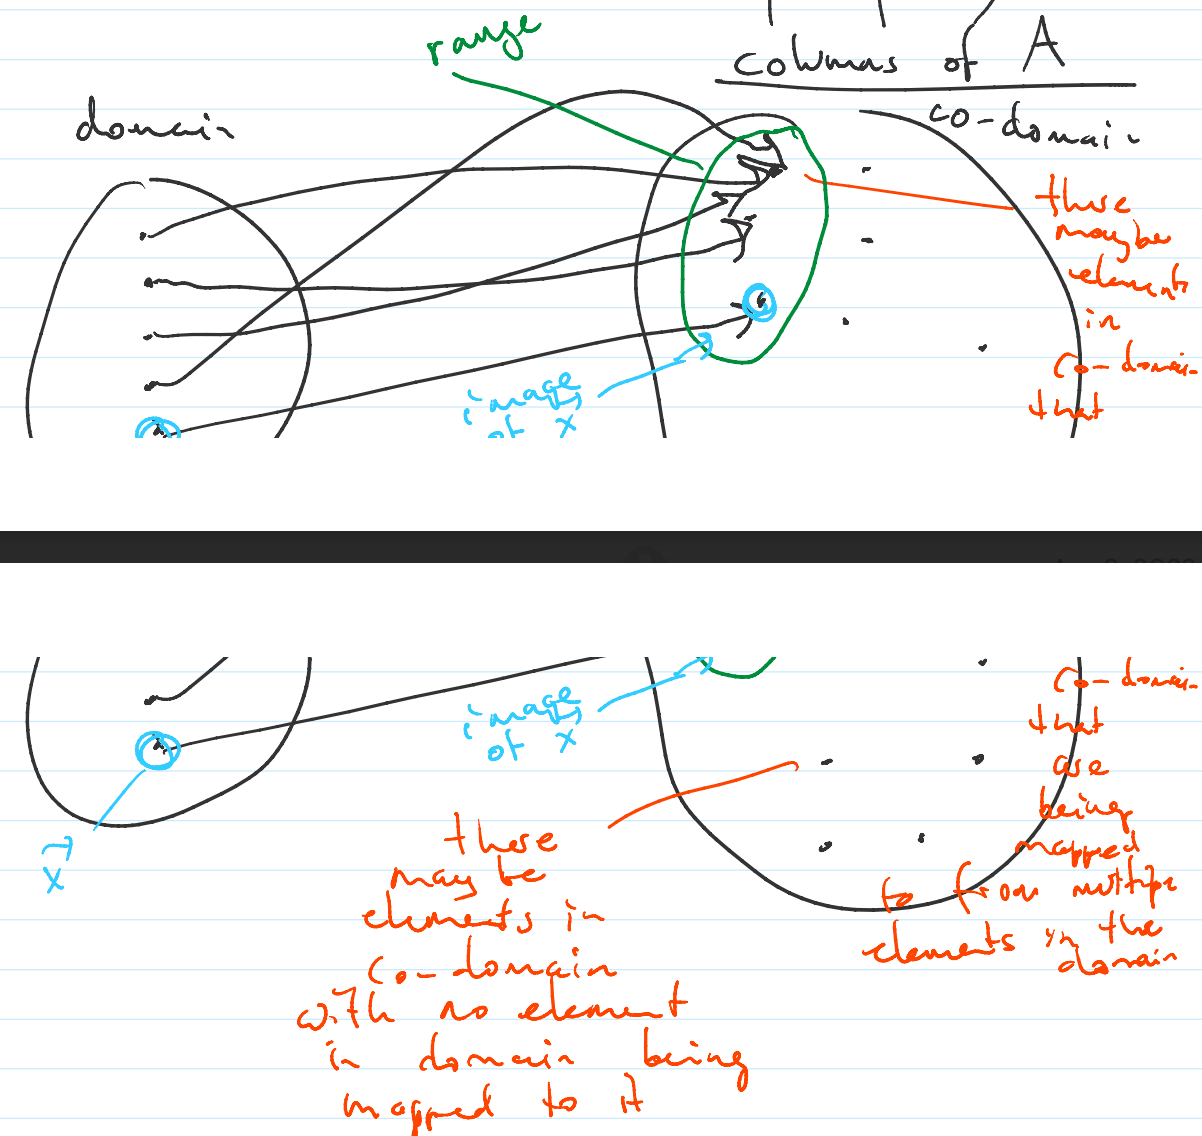 columns of A
range
co-domain
domain
there
may be
elements
in
co-domain
that
image
of x
co-domain
that
are
being
mapped
to from multiple
elements in the
domain
image
of x
x
there
may be
elements in
co-domain
with no element
in domain being
mapped to it